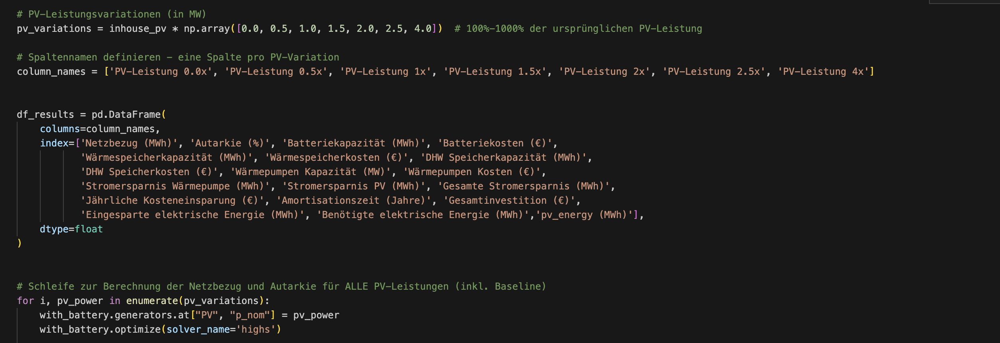 # PV-Leistungsvariationen (in MW)
pv_variations = inhouse_pv * np.array([0.0, 0.5, 1.0, 1.5, 2.0, 2.5, 4.0])  # 100%-1000% der ursprünglichen PV-Leistung
# Spaltennamen definieren - eine Spalte pro PV-Variation
column_names = ['PV-Leistung 0.0x', 'PV-Leistung 0.5x', 'PV-Leistung 1x', 'PV-Leistung 1.5x', 'PV-Leistung 2x', 'PV-Leistung 2.5x', 'PV-Leistung 4x']
df_results = pd.DataFrame(
    columns=column_names,
    index=['Netzbezug (MWh)', 'Autarkie (%)', 'Batteriekapazität (MWh)', 'Batteriekosten (€)',
           'Wärmespeicherkapazität (MWh)', 'Wärmespeicherkosten (€)', 'DHW Speicherkapazität (MWh)',
           'DHW Speicherkosten (€)', 'Wärmepumpen Kapazität (MW)', 'Wärmepumpen Kosten (€)',
           'Stromersparnis Wärmepumpe (MWh)', 'Stromersparnis PV (MWh)', 'Gesamte Stromersparnis (MWh)',
           'Jährliche Kosteneinsparung (€)', 'Amortisationszeit (Jahre)', 'Gesamtinvestition (€)',
           'Eingesparte elektrische Energie (MWh)', 'Benötigte elektrische Energie (MWh)','pv_energy (MWh)'],
    dtype=float
)
# Schleife zur Berechnung der Netzbezug und Autarkie für ALLE PV-Leistungen (inkl. Baseline)
for i, pv_power in enumerate(pv_variations):
    with_battery.generators.at["PV", "p_nom"] = pv_power
    with_battery.optimize(solver_name='highs')